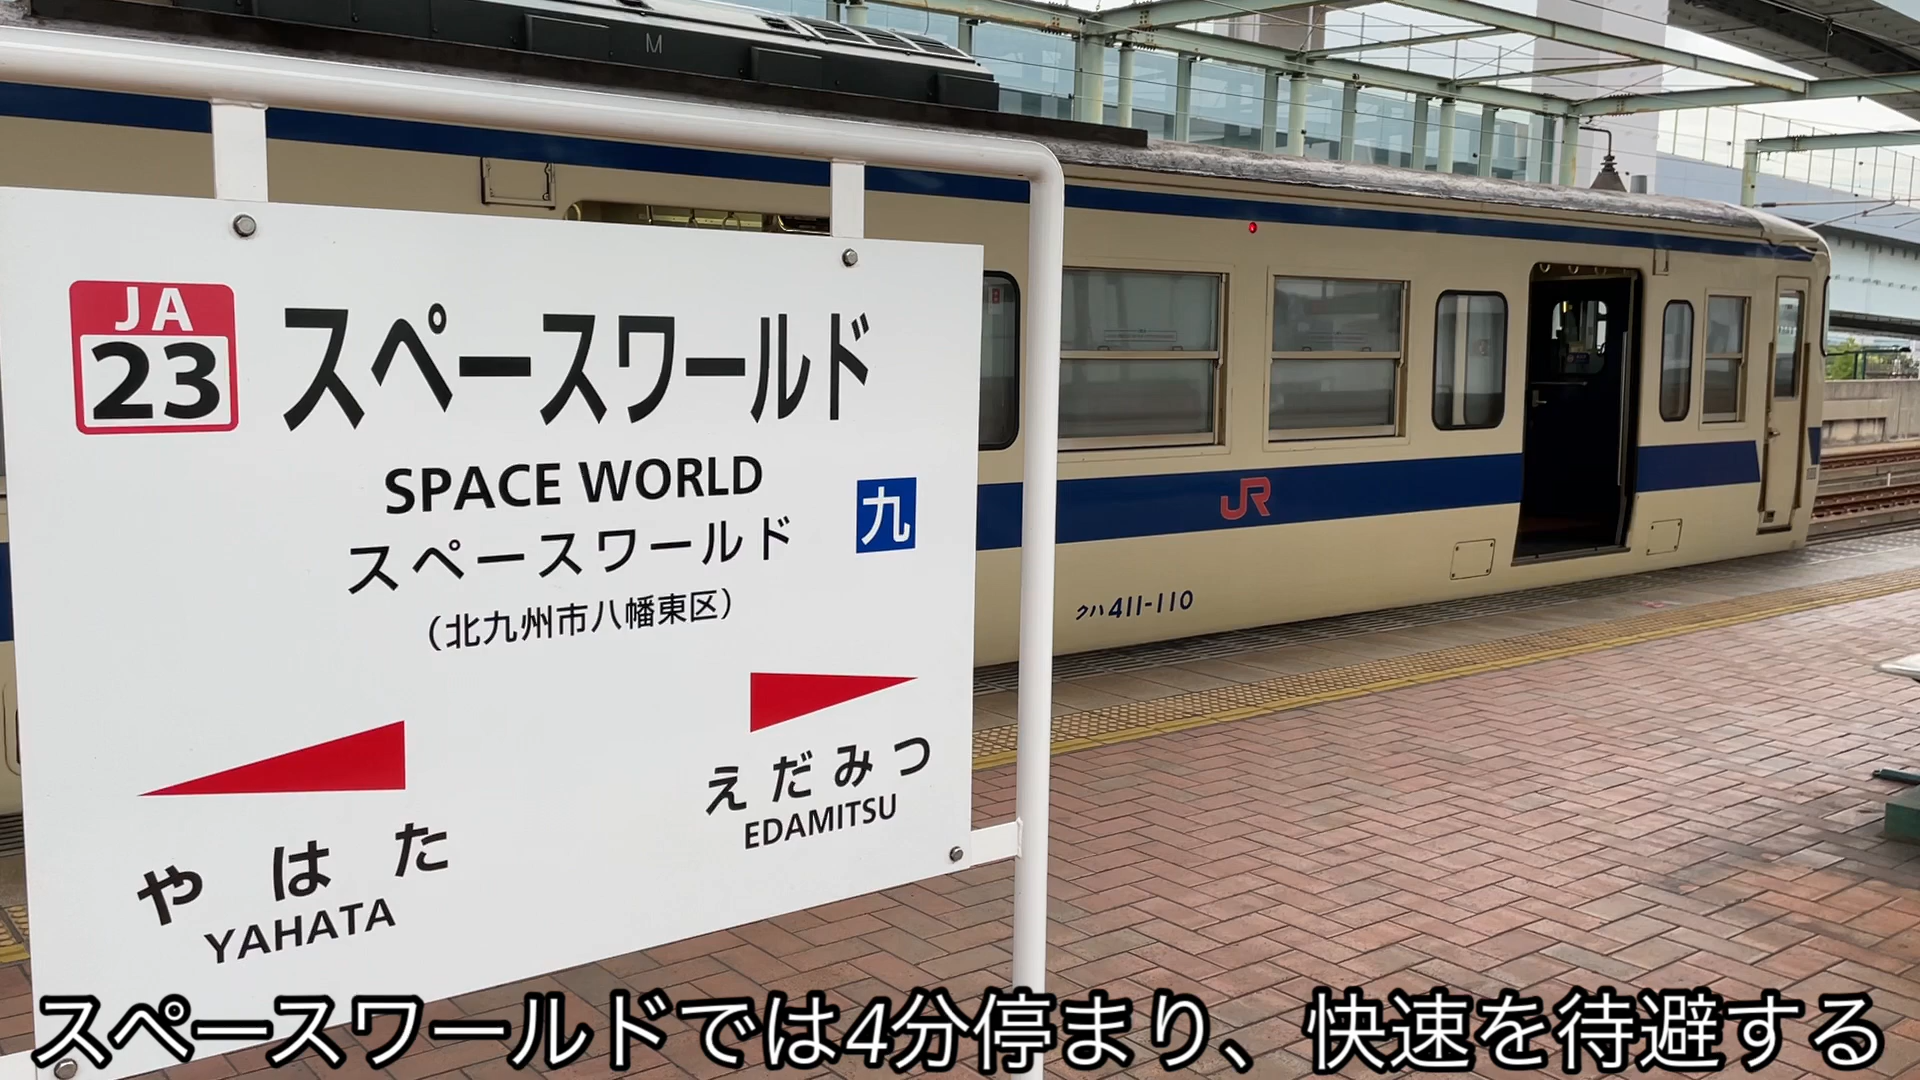 M
JA
23
スペースワールド
SPACE WORLD
スペースワールド
九
(北九州市八幡東区)
えだみつ
EDAMITSU
やはた
YAHATA
JR
クハ411-110
スペースワールドでは4分停まり、快速を待避する